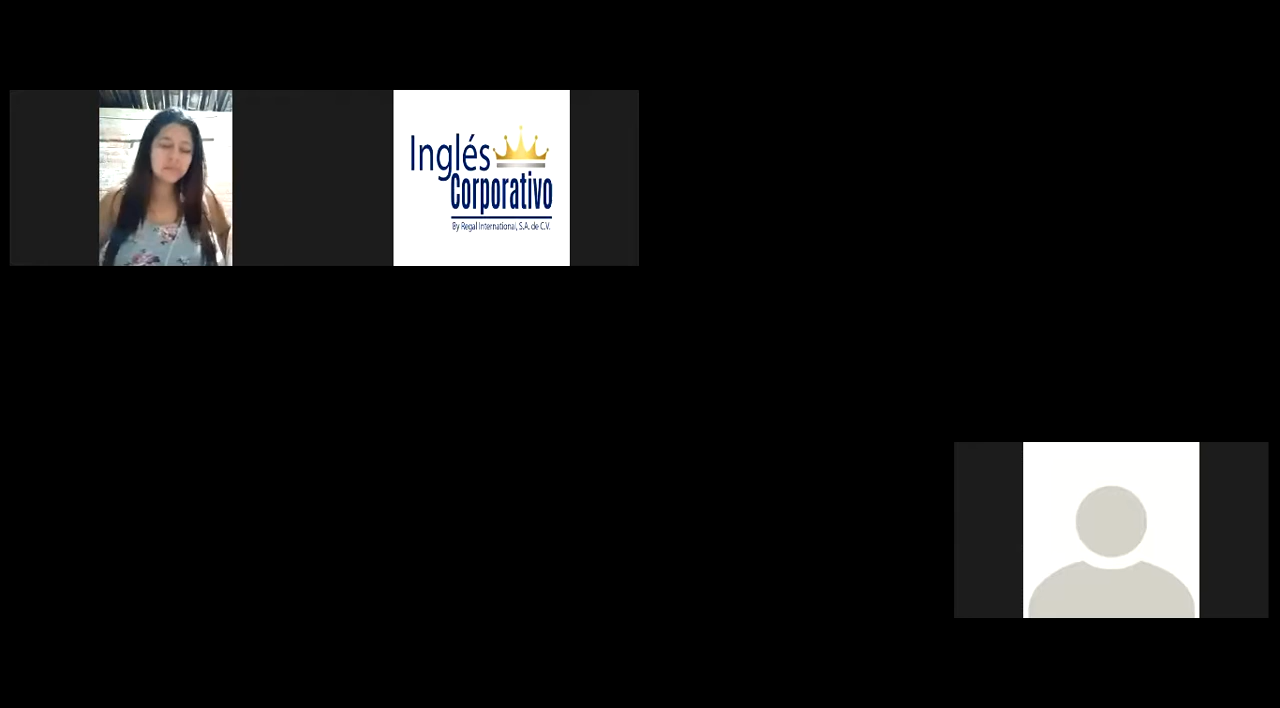 Inglés
Corporativo
By Regal International, S.A. de C.V.